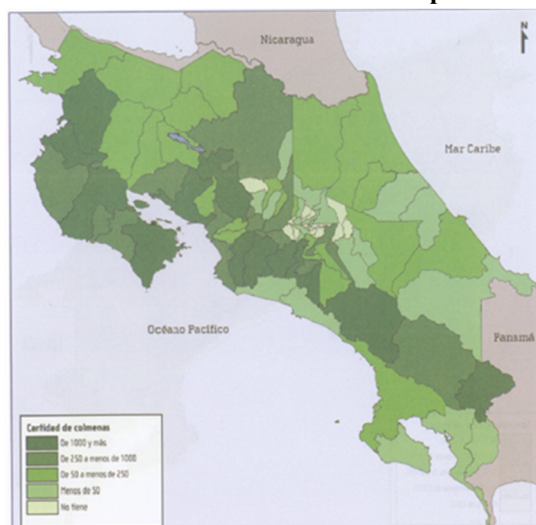 Nicaragua
N
Mar Caribe
Océano Pacífico
Panamá
Cantidad de colmenas
De 1000 y más
De 250 a menos de 1000
De 50 a menos de 250
Menos de 50
No tiene